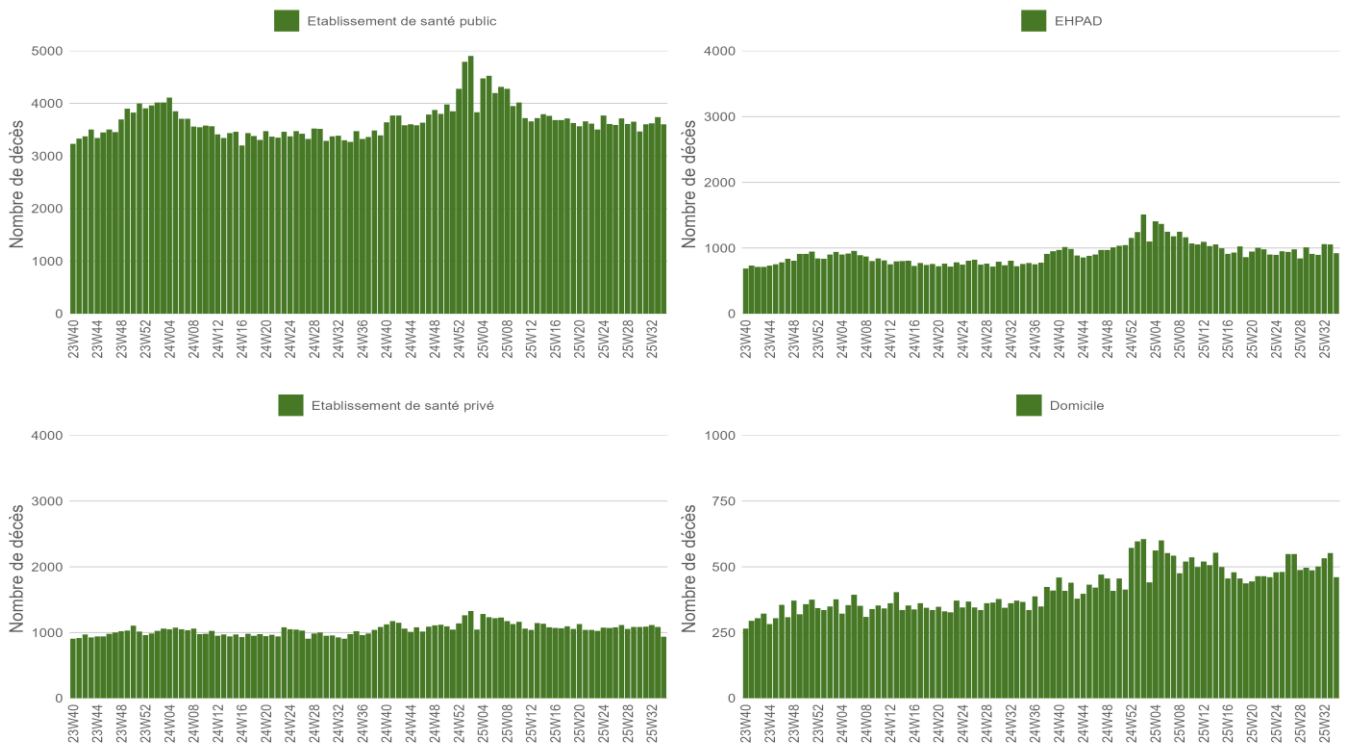 Etablissement de santé public
Nombre de décès
5000
4000
3000
2000
1000
0
23W40 23W44 23W48 23W52 24W04 24W08 24W12 24W16 24W20 24W24 24W28 24W32 24W36 24W40 24W44 24W48 24W52 25W04 25W08 25W12 25W16 25W20 25W24 25W28 25W32
EHPAD
Nombre de décès
4000
3000
2000
1000
0
23W40 23W44 23W48 23W52 24W04 24W08 24W12 24W16 24W20 24W24 24W28 24W32 24W36 24W40 24W44 24W48 24W52 25W04 25W08 25W12 25W16 25W20 25W24 25W28 25W32
Etablissement de santé privé
Nombre de décès
4000
3000
2000
1000
0
23W40 23W44 23W48 23W52 24W04 24W08 24W12 24W16 24W20 24W24 24W28 24W32 24W36 24W40 24W44 24W48 24W52 25W04 25W08 25W12 25W16 25W20 25W24 25W28 25W32
Domicile
Nombre de décès
1000
750
500
250
0
23W40 23W44 23W48 23W52 24W04 24W08 24W12 24W16 24W20 24W24 24W28 24W32 24W36 24W40 24W44 24W48 24W52 25W04 25W08 25W12 25W16 25W20 25W24 25W28 25W32